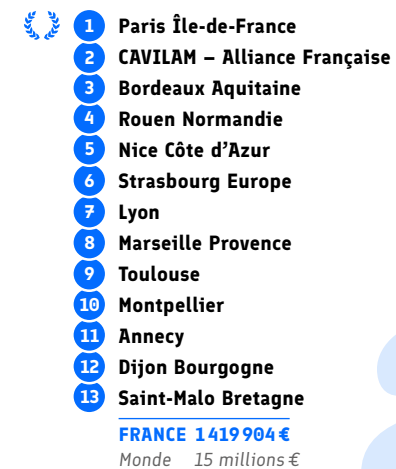 1 Paris Île-de-France
2 CAVILAM – Alliance Française
3 Bordeaux Aquitaine
4 Rouen Normandie
5 Nice Côte d’Azur
6 Strasbourg Europe
7 Lyon
8 Marseille Provence
9 Toulouse
10 Montpellier
11 Annecy
12 Dijon Bourgogne
13 Saint-Malo Bretagne
FRANCE 1 419 904 €
Monde 15 millions €